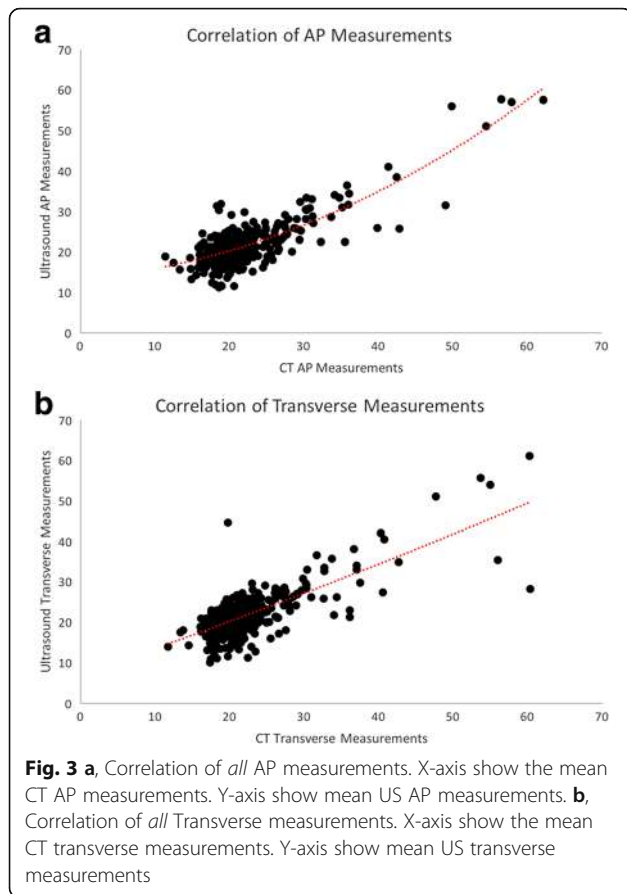 a
Correlation of AP Measurements
70
60
50
40
30
20
10
0
Ultrasound AP Measurements
0
10
20
30
40
50
60
70
CT AP Measurements
b
Correlation of Transverse Measurements
70
60
50
40
30
20
10
0
Ultrasound Transverse Measurements
0
10
20
30
40
50
60
70
CT Transverse Measurements
Fig. 3 a, Correlation of all AP measurements. X-axis show the mean
CT AP measurements. Y-axis show mean US AP measurements. b,
Correlation of all Transverse measurements. X-axis show the mean
CT transverse measurements. Y-axis show mean US transverse
measurements